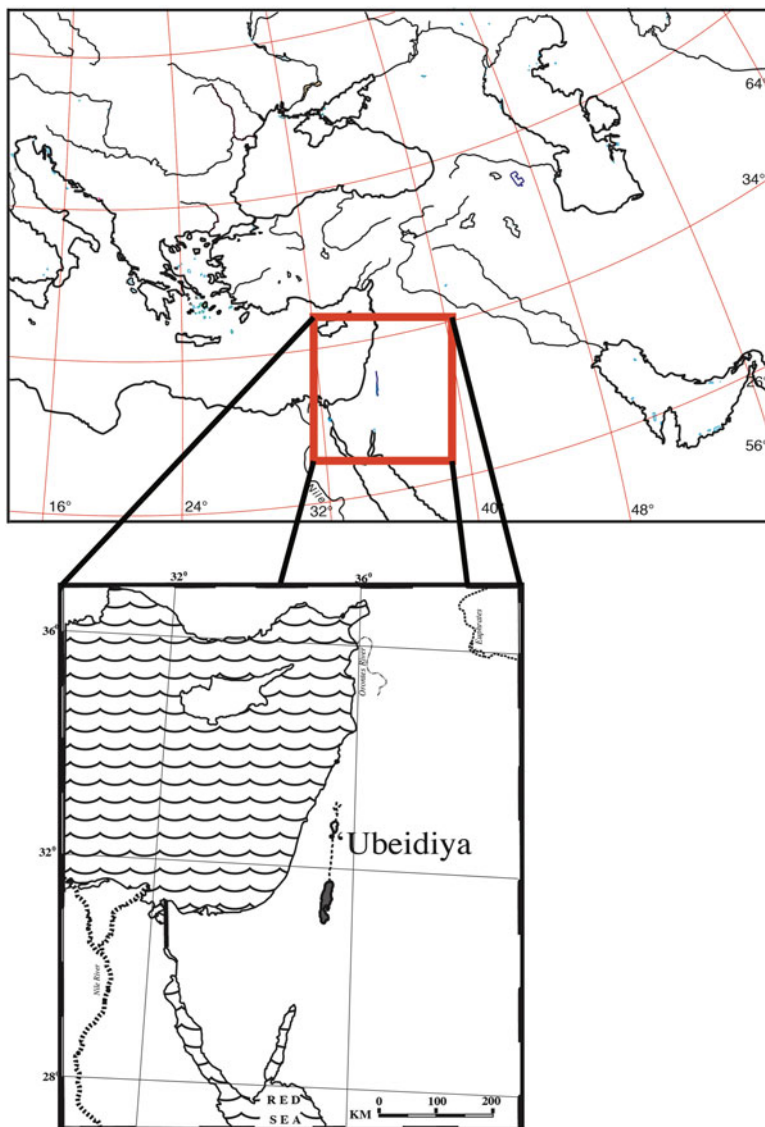 64°
34°
26°
56°
16°
24°
Nile
32°
40°
48°
32°
36°
36°
Euphrates
Orontes River
‘Ubeidiya
32°
Nile River
28°
RED
SEA
KM
0 100 200